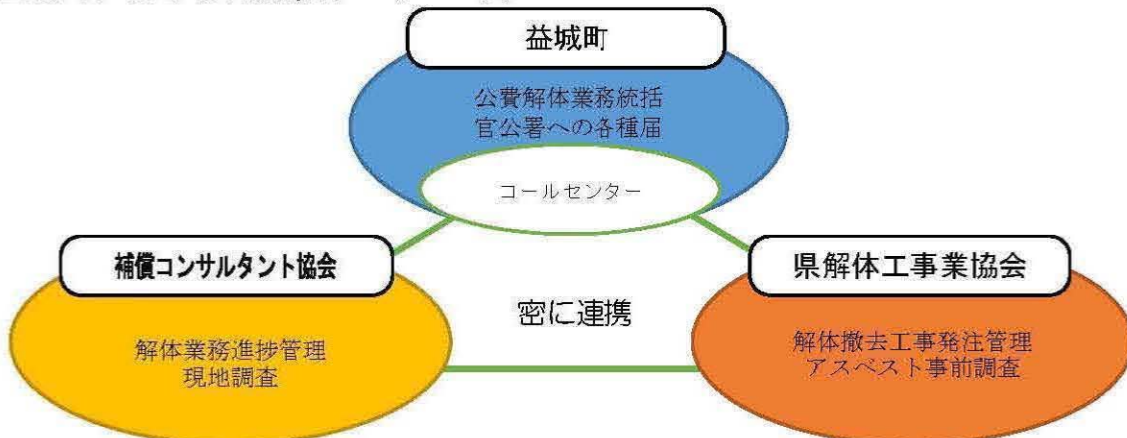 益城町
公費解体業務統括
官公署への各種届
コールセンター
補償コンサルタント協会
県解体工事業協会
密に連携
解体業務進捗管理
現地調査
解体撤去工事発注管理
アスベスト事前調査